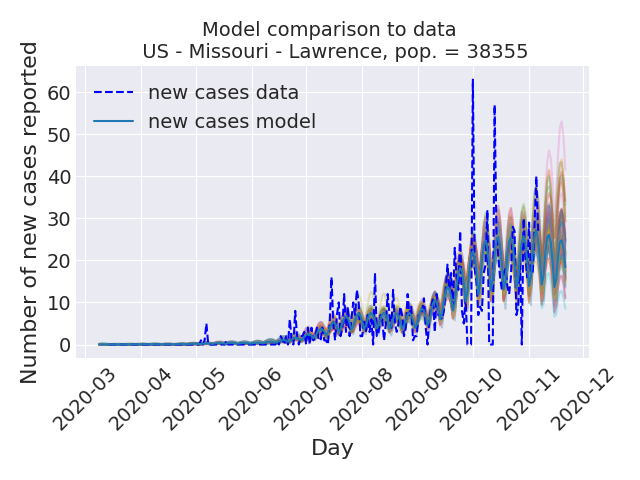 Model comparison to data
US - Missouri - Lawrence, pop. = 38355
Number of new cases reported
60
50
40
30
20
10
0
new cases data
new cases model
2020-03
2020-04
2020-05
2020-06
2020-07
2020-08
2020-09
2020-10
2020-11
2020-12
Day